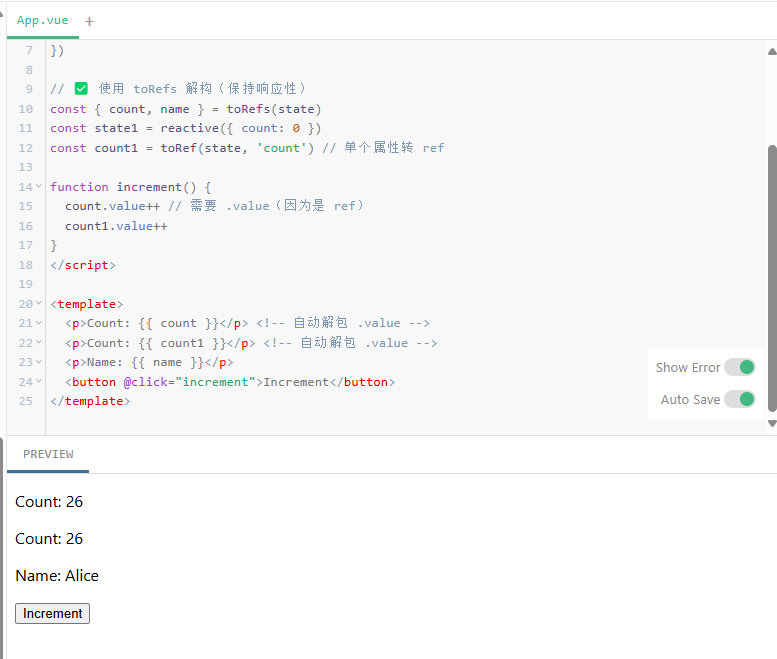 App.vue +
7 })
8
9 // ✅ 使用 toRefs 解构（保持响应性）
10 const { count, name } = toRefs(state)
11 const state1 = reactive({ count: 0 })
12 const count1 = toRef(state, 'count') // 单个属性转 ref
13
14 function increment() {
15 count.value++ // 需要 .value（因为是 ref）
16 count1.value++
17 }
18 </script>
19
20 <template>
21 <p>Count: {{ count }}</p> <!-- 自动解包 .value -->
22 <p>Count: {{ count1 }}</p> <!-- 自动解包 .value -->
23 <p>Name: {{ name }}</p>
24 <button @click="increment">Increment</button>
25 </template>
Show Error
Auto Save
PREVIEW
Count: 26
Count: 26
Name: Alice
Increment